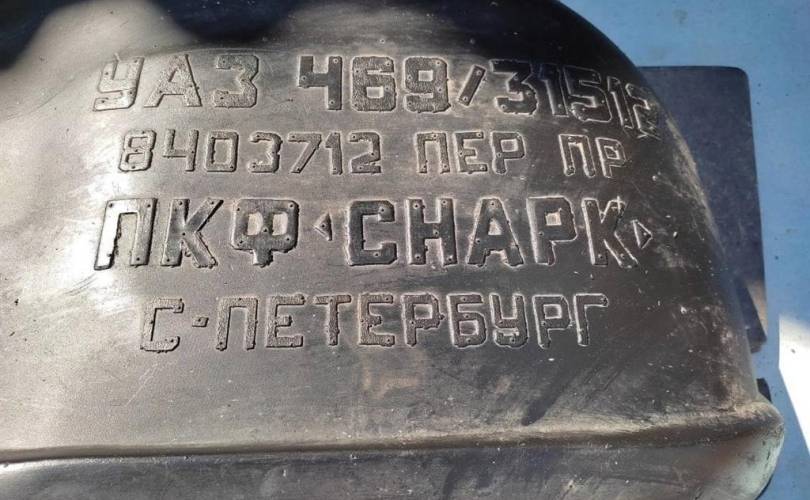 УАЗ 469/31512
8403712 ПЕР ПР
ПКФ «СНАРК»
С-ПЕТЕРБУРГ